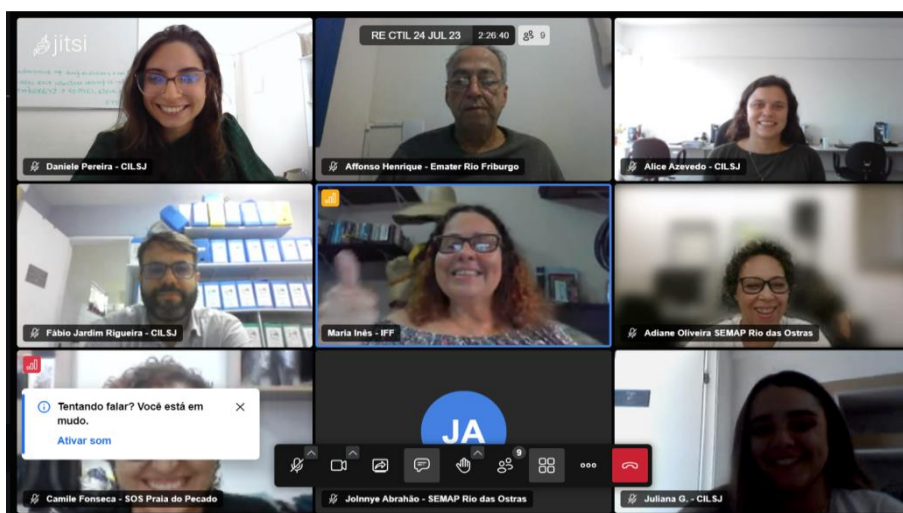 jitsi
RE CTIL 24 JUL 23 2:26:40 9
Daniele Pereira - CILSJ
Affonso Henrique - Emater Rio Friburgo
Alice Azevedo - CILSJ
Fábio Jardim Rigueira - CILSJ
Maria Inês - IFF
Adiane Oliveira SEMAP Rio das Ostras
Tentando falar? Você está em
mudo.
Ativar som
JA
9
Camile Fonseca - SOS Praia do Pecado
Jolnnye Abrahão - SEMAP Rio das Ostras
Juliana G. - CILSJ